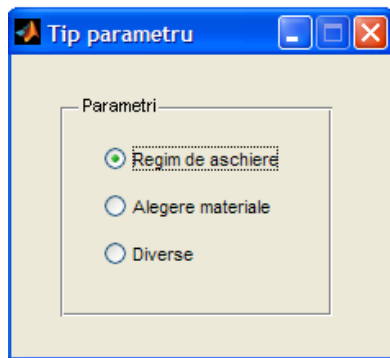 Tip parametru
Parametri
Regim de aschiere
Alegere materiale
Diverse